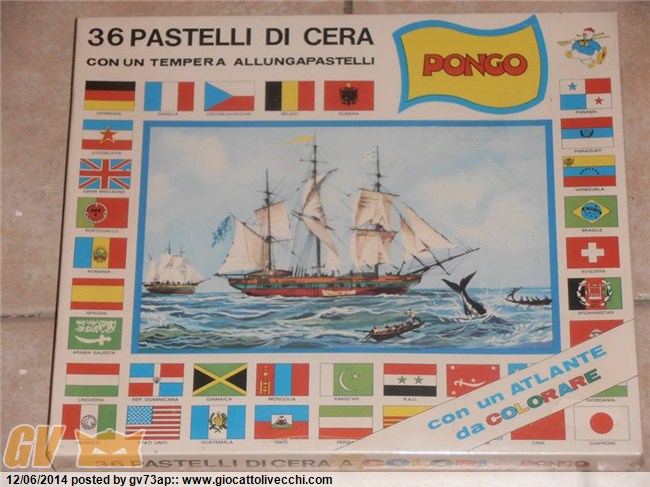 36 PASTELLI DI CERA
CON UN TEMPERA ALLUNGAPASTELLI
PONGO
GERMANIA
FRANCIA
CECOSLOVACCHIA
BELGIO
ALBANIA
PANAMA
JUGOSLAVIA
PARAGUAY
GRAN BRETAGNA
VENEZUELA
PORTOGALLO
BRASILE
ROMANIA
SVIZZERA
SPAGNA
AFGHANISTAN
ARABIA SAUDITA
UNGHERIA
REP. DOMINICANA
GIAMAICA
MONGOLIA
PAKISTAN
R.A.U.
con un ATLANTE
da COLORARE
STATI UNITI
GUATEMALA
HAITI
CINA
GIAPPONE
36 PASTELLI DI CERA A COLORI PONGO
GV
12/06/2014 posted by gv73ap:: www.giocattolivecchi.com